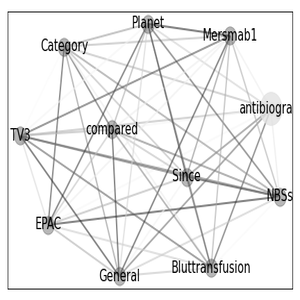 Planet
Mersmab1
Category
antibiogra
compared
TV3
Since
NBSs
EPAC
Bluttransfusion
General